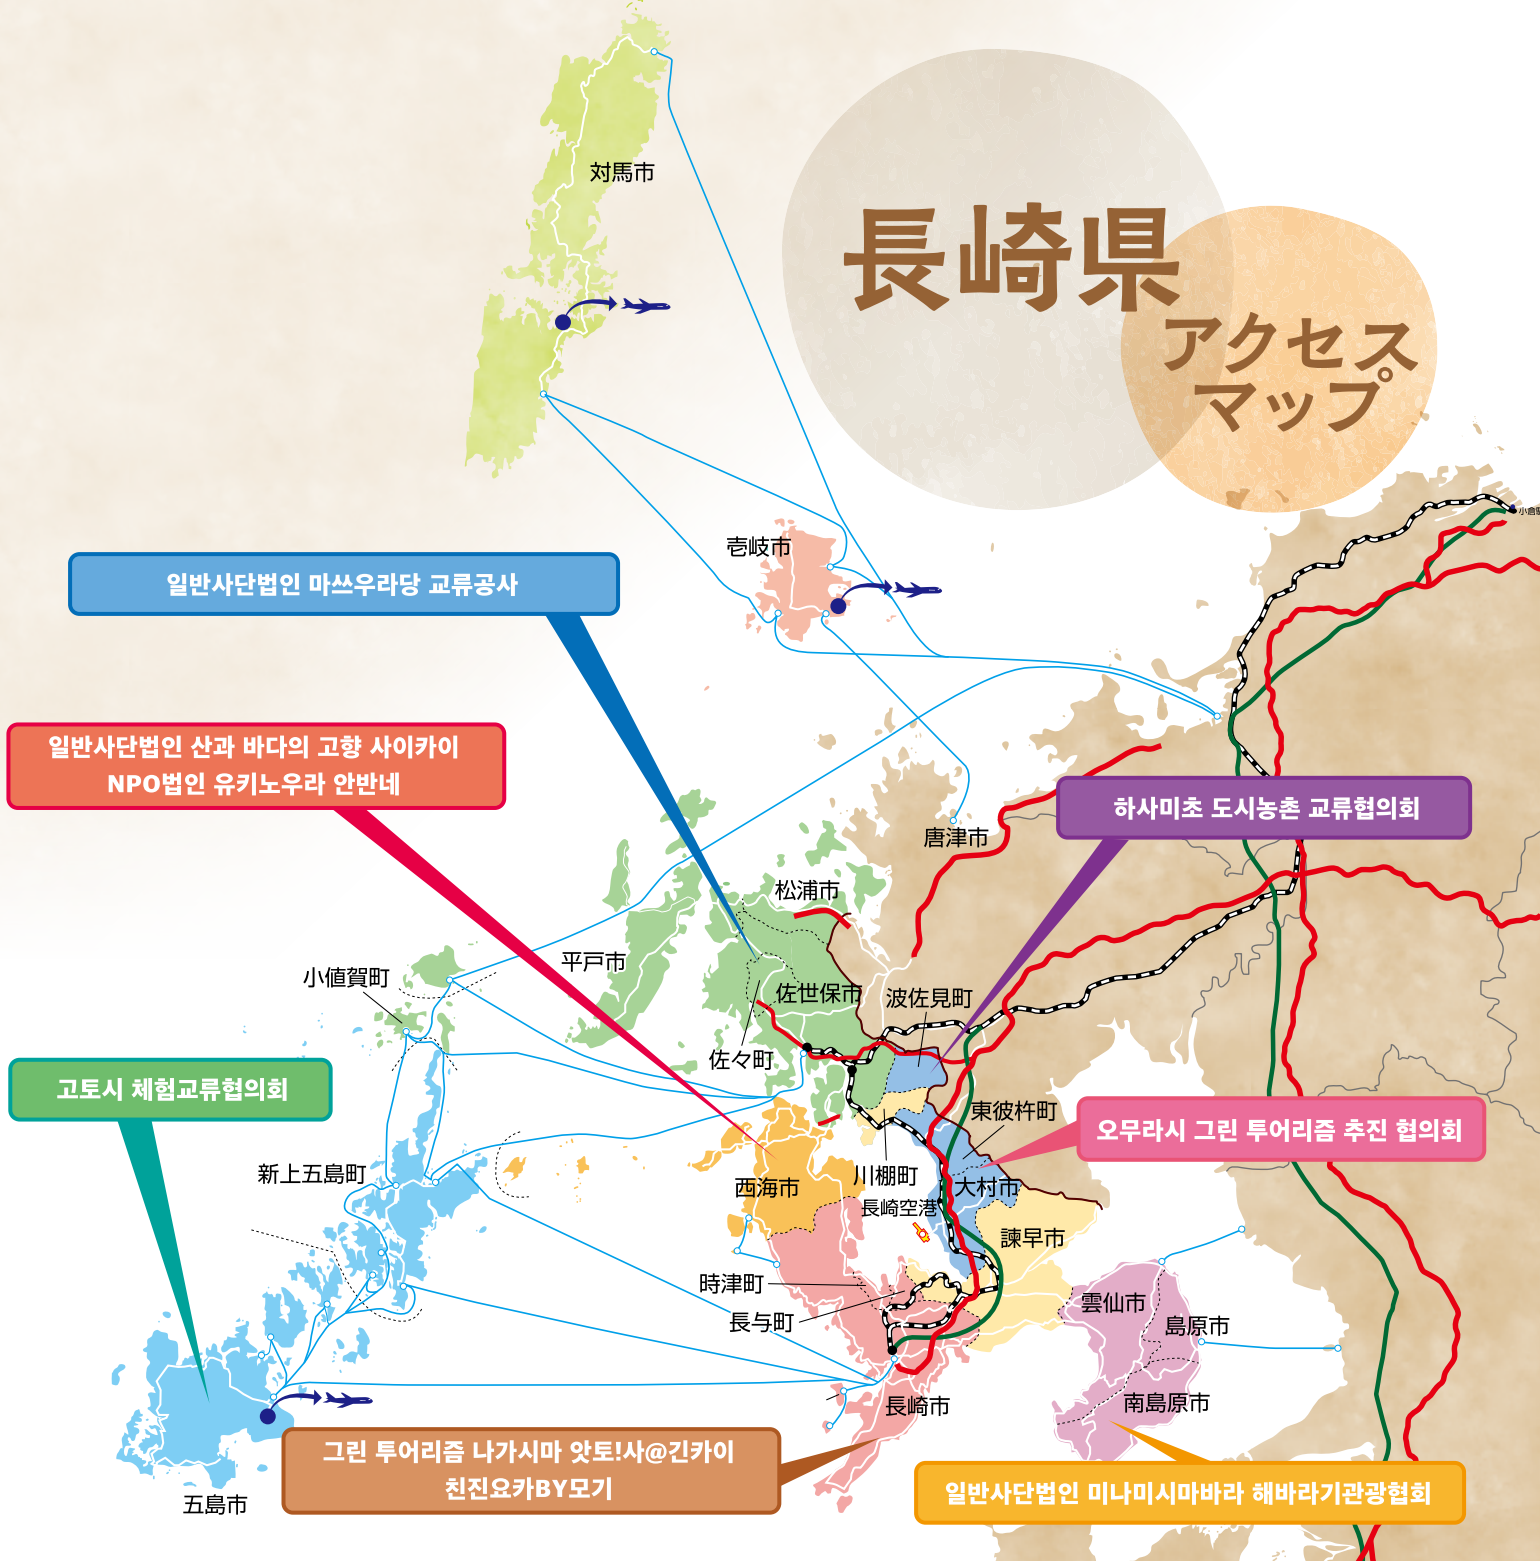 対馬市
長崎県
アクセス
マップ
小倉駅
壱岐市
일반사단법인 마쓰우라당 교류공사
일반사단법인 산과 바다의 고향 사이카이
NPO법인 유키노우라 안반네
하사미초 도시농촌 교류협의회
唐津市
松浦市
平戸市
小値賀町
佐世保市
波佐見町
佐々町
고토시 체험교류협의회
東彼杵町
오무라시 그린 투어리즘 추진 협의회
新上五島町
西海市
川棚町
大村市
長崎空港
諫早市
時津町
長与町
雲仙市
島原市
南島原市
長崎市
그린 투어리즘 나가시마 앗토!사@긴카이
친진요카BY모기
일반사단법인 미나미시마바라 해바라기관광협회
五島市